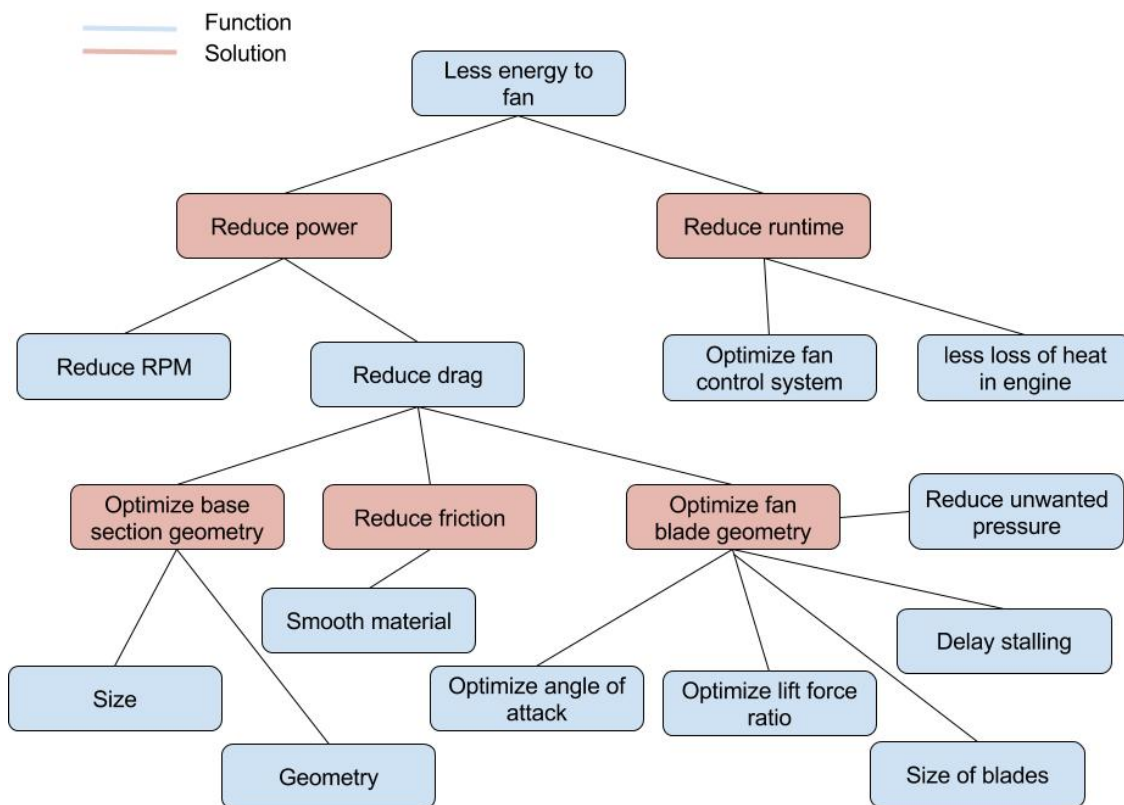 Function
Solution
Less energy to
fan
Reduce power
Reduce runtime
Reduce RPM
Reduce drag
Optimize fan
control system
less loss of heat
in engine
Optimize base
section geometry
Reduce friction
Optimize fan
blade geometry
Reduce unwanted
pressure
Smooth material
Delay stalling
Size
Optimize angle of
attack
Optimize lift force
ratio
Geometry
Size of blades